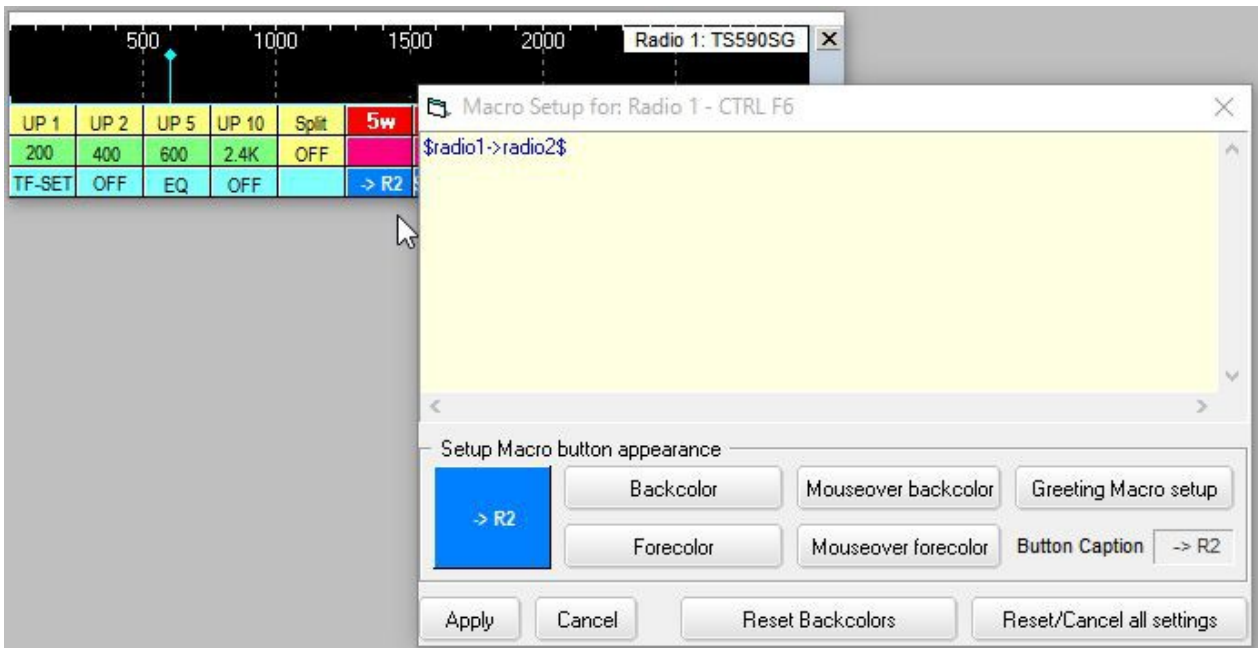 500 1000 1500 2000 Radio 1: TS590SG X
UP 1 UP 2 UP 5 UP 10 Split 5w
200 400 600 2.4K OFF
TF-SET OFF EQ OFF -> R2
Macro Setup for: Radio 1 - CTRL F6
$radio1->radio2$
Setup Macro button appearance
-> R2
Backcolor Mouseover backcolor Greeting Macro setup
Forecolor Mouseover forecolor Button Caption -> R2
Apply Cancel Reset Backcolors Reset/Cancel all settings